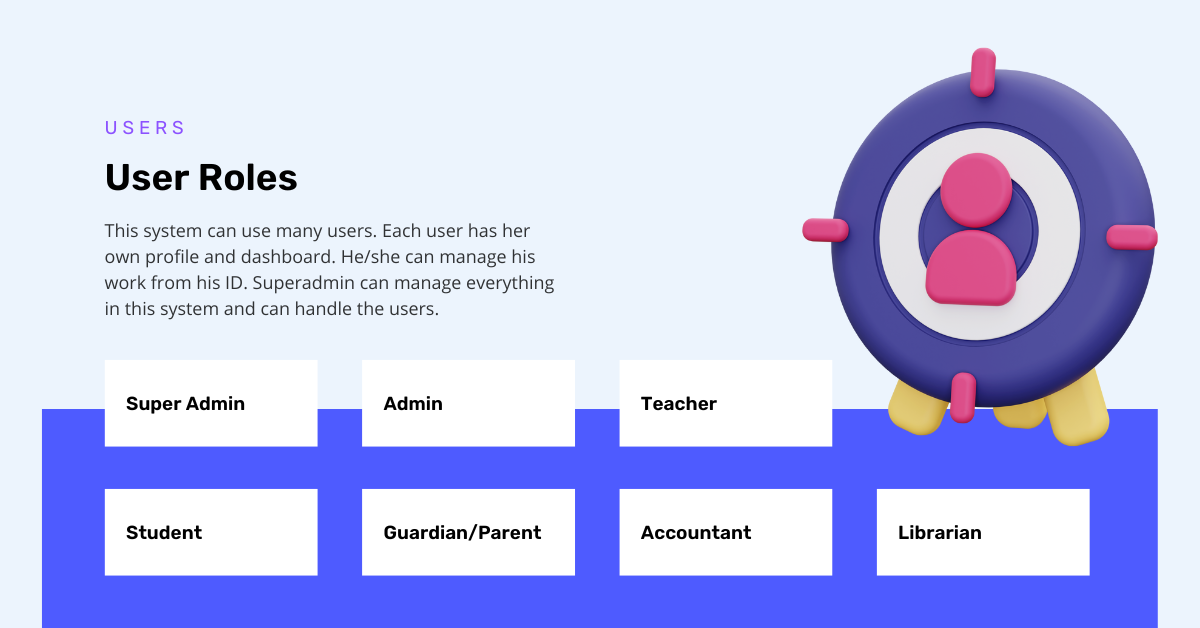 USERS
User Roles
This system can use many users. Each user has her
own profile and dashboard. He/she can manage his
work from his ID. Superadmin can manage everything
in this system and can handle the users.
Super Admin
Admin
Teacher
Student
Guardian/Parent
Accountant
Librarian